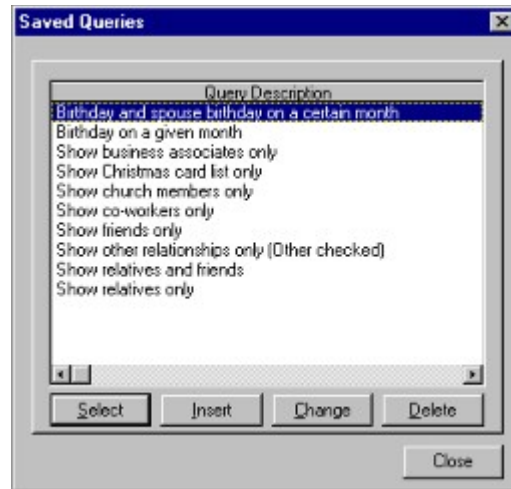 Saved Queries
Query Description
Birthday and spouse birthday on a certain month
Birthday on a given month
Show business associates only
Show Christmas card list only
Show church members only
Show co-workers only
Show friends only
Show other relationships only (Other checked)
Show relatives and friends
Show relatives only
Select Insert Change Delete
Close